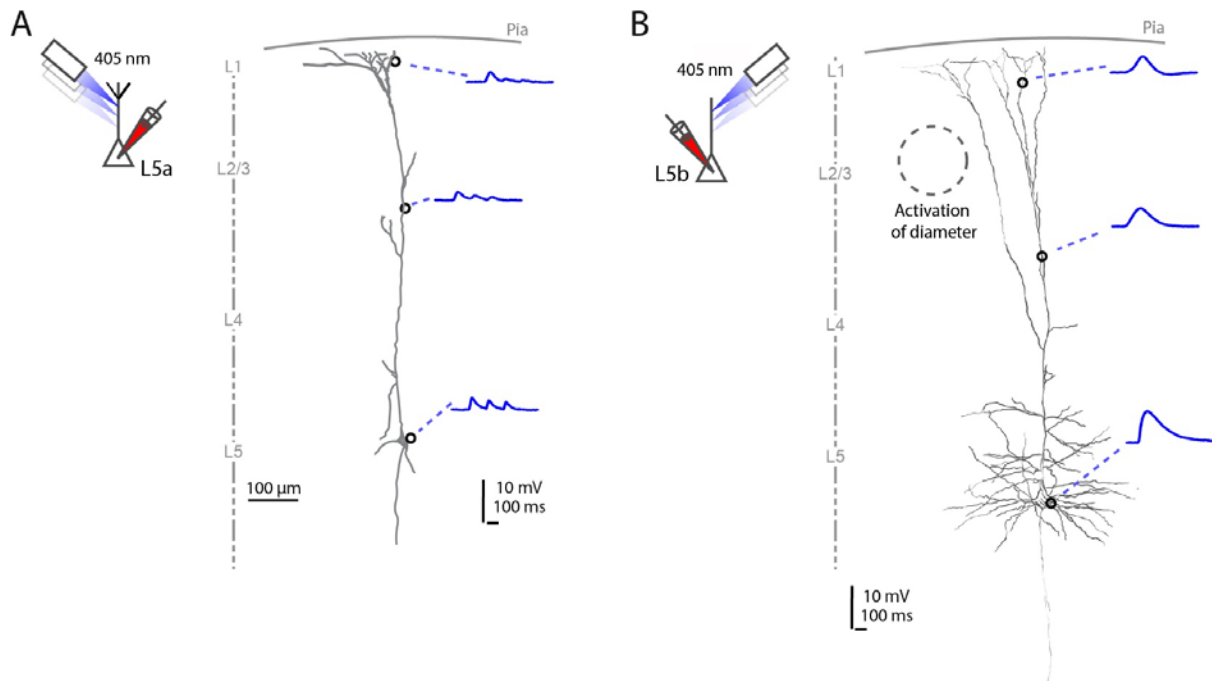 A
405 nm
L5a
Pia
L1
L2/3
L4
L5
100 µm
10 mV
100 ms
B
405 nm
L5b
Pia
L1
L2/3
Activation
of diameter
L4
L5
10 mV
100 ms